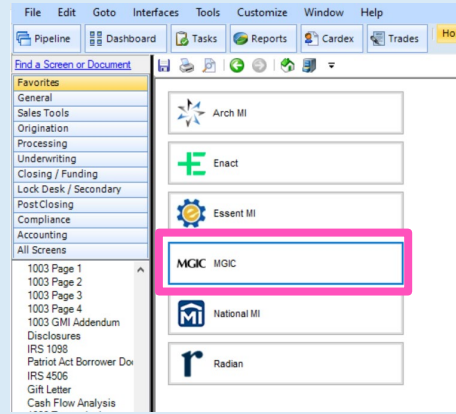 File Edit Goto Interfaces Tools Customize Window Help
Pipeline Dashboard Tasks Reports Cardex Trades
Find a Screen or Document
Favorites
General
Sales Tools
Origination
Processing
Underwriting
Closing / Funding
Lock Desk / Secondary
PostClosing
Compliance
Accounting
All Screens
1003 Page 1
1003 Page 2
1003 Page 3
1003 Page 4
1003 GMI Addendum
Disclosures
IRS 1098
Patriot Act Borrower
IRS 4506
Gift Letter
Cash Flow Analysis
Arch MI
Enact
Essent MI
MGIC MGIC
National MI
Radian